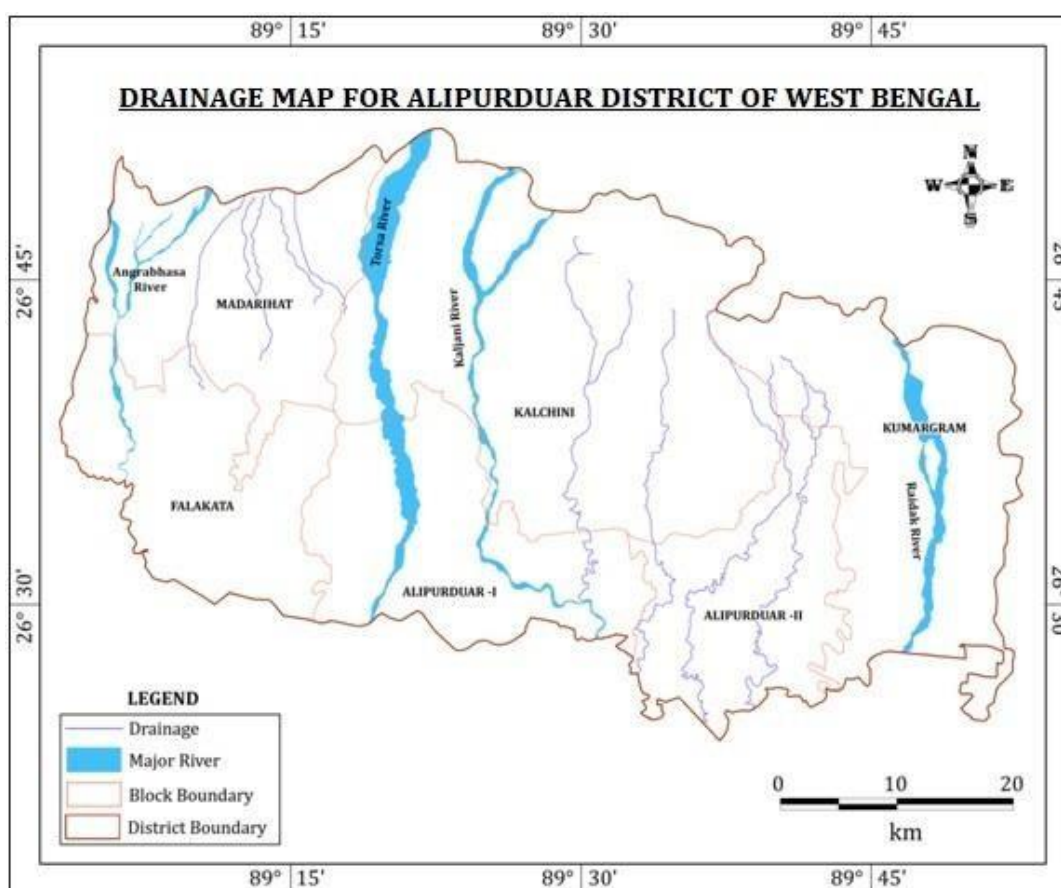 89° 15'
89° 30'
89° 45'
DRAINAGE MAP FOR ALIPURDUAR DISTRICT OF WEST BENGAL
N
W E
S
26° 45'
26° 45'
Torsa River
Angrabhasa
River
MADARIHAT
Kaljani River
KALCHINI
KUMARGRAM
Raidak River
FALAKATA
26° 30'
26° 30'
ALIPURDUAR -I
ALIPURDUAR -II
LEGEND
Drainage
Major River
Block Boundary
District Boundary
0 10 20
km
89° 15'
89° 30'
89° 45'